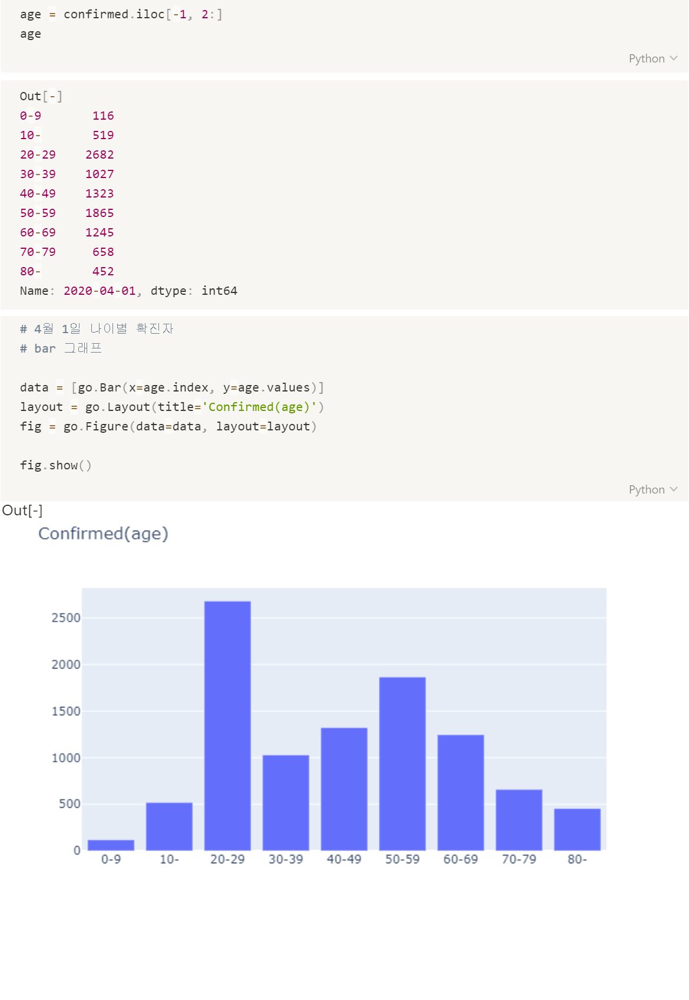 age = confirmed.iloc[-1, 2:]
age
Python
Out[-]
0-9       116
10-       519
20-29    2682
30-39    1027
40-49    1323
50-59    1865
60-69    1245
70-79     658
80-       452
Name: 2020-04-01, dtype: int64
# 4월 1일 나이별 확진자
# bar 그래프
data = [go.Bar(x=age.index, y=age.values)]
layout = go.Layout(title='Confirmed(age)')
fig = go.Figure(data=data, layout=layout)
fig.show()
Python
Out[-]
Confirmed(age)
2500
2000
1500
1000
500
0
0-9 10- 20-29 30-39 40-49 50-59 60-69 70-79 80-